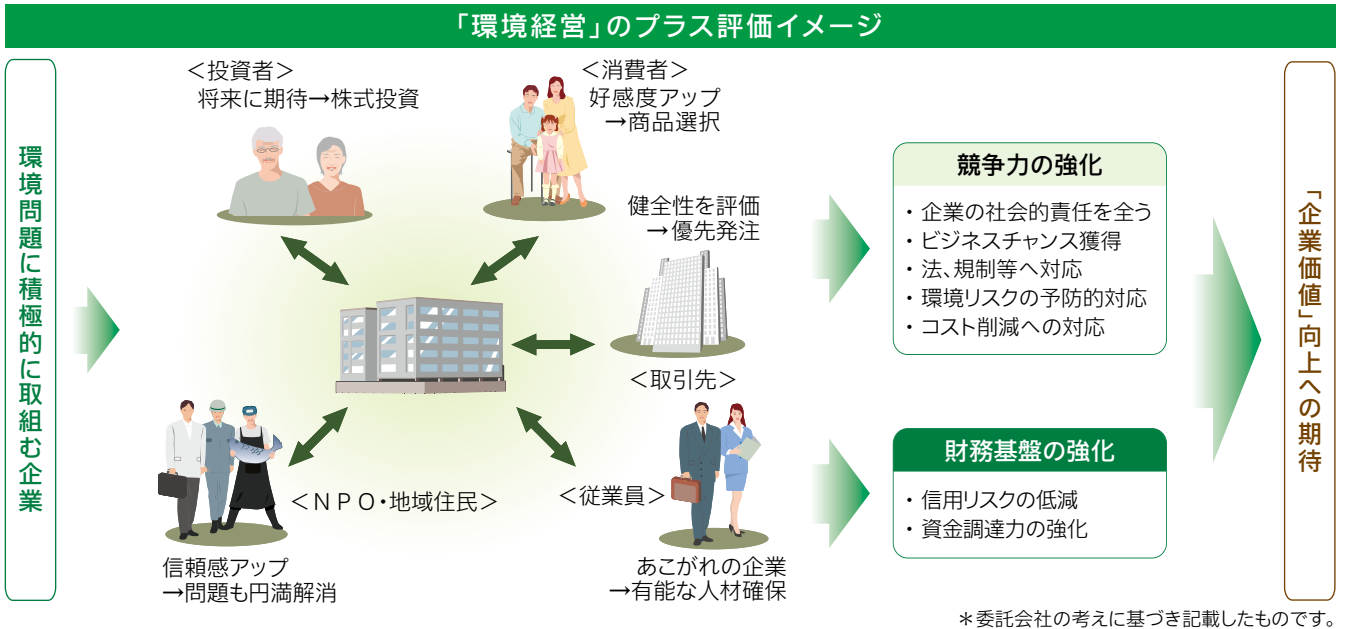 「環境経営」のプラス評価イメージ
環境問題に積極的に取組む企業
＜投資者＞
将来に期待→株式投資
＜消費者＞
好感度アップ
→商品選択
健全性を評価
→優先発注
＜取引先＞
＜NPO・地域住民＞
信頼感アップ
→問題も円満解消
＜従業員＞
あこがれの企業
→有能な人材確保
競争力の強化
・企業の社会的責任を全う
・ビジネスチャンス獲得
・法、規制等へ対応
・環境リスクの予防的対応
・コスト削減への対応
財務基盤の強化
・信用リスクの低減
・資金調達力の強化
「企業価値」向上への期待
＊委託会社の考えに基づき記載したものです。